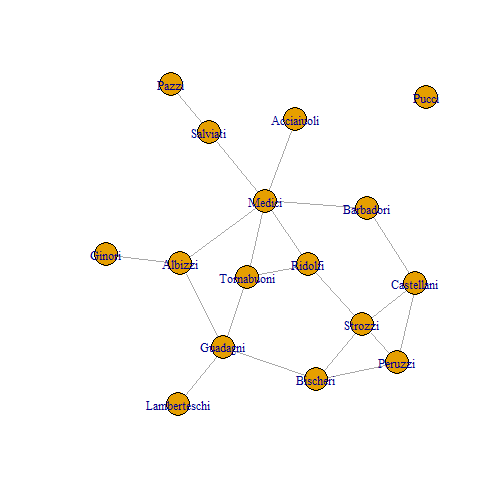 Pazzi
Pucci
Acciaiuoli
Salviati
Medici
Barbadori
Ginori
Albizzi
Ridolfi
Tornabuoni
Castellani
Strozzi
Guadagni
Peruzzi
Bischeri
Lamberteschi